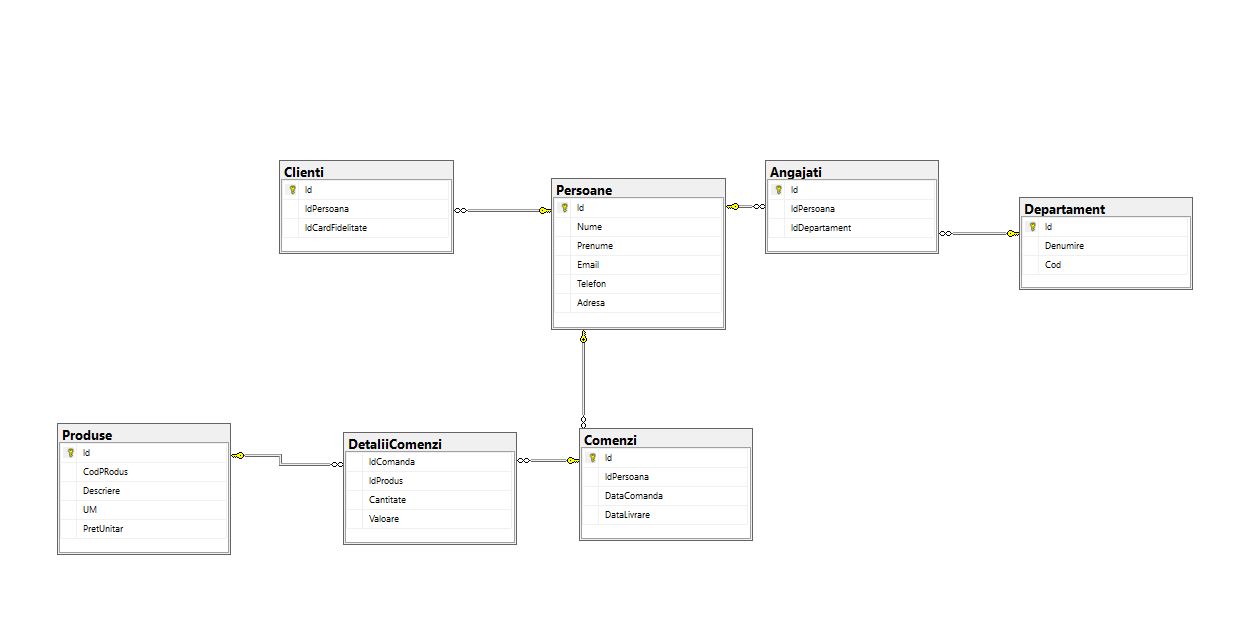 Clienti
Id
IdPersoana
IdCardFidelitate
Persoane
Id
Nume
Prenume
Email
Telefon
Adresa
Angajati
Id
IdPersoana
IdDepartament
Departament
Id
Denumire
Cod
Produse
Id
CodPRodus
Descriere
UM
PretUnitar
DetaliiComenzi
IdComanda
IdProdus
Cantitate
Valoare
Comenzi
Id
IdPersoana
DataComanda
DataLivrare